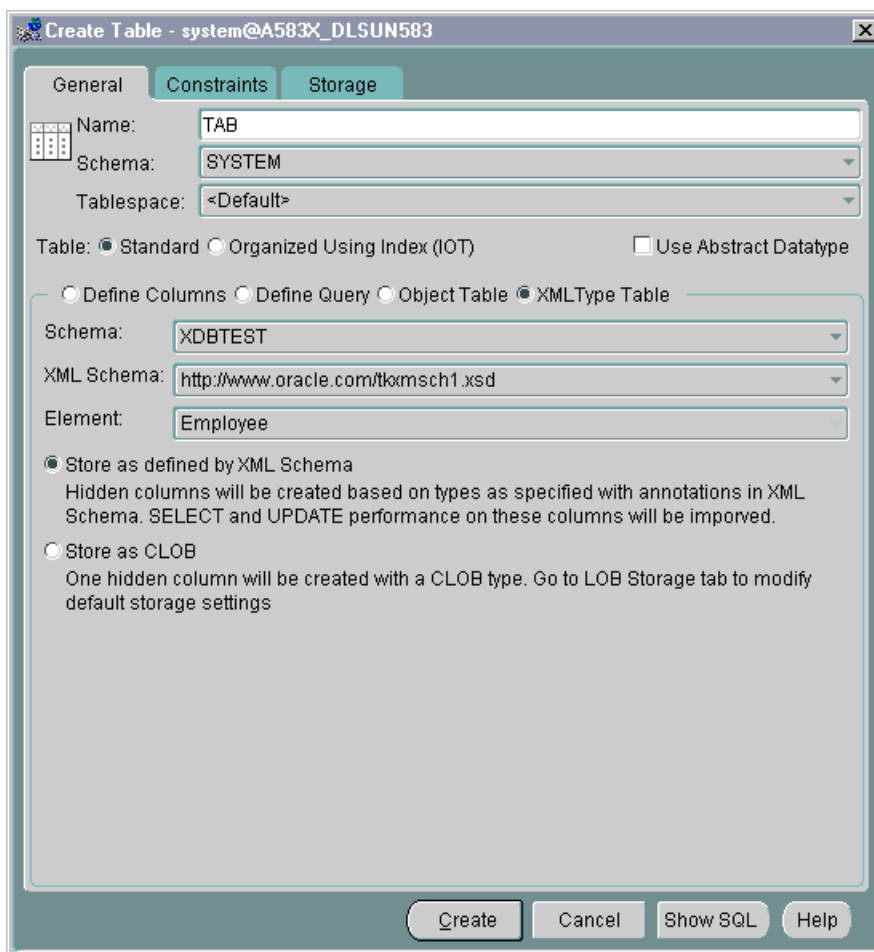 Create Table - system@A583X_DLSUN583
General Constraints Storage
Name: TAB
Schema: SYSTEM
Tablespace: <Default>
Table: Standard Organized Using Index (IOT) Use Abstract Datatype
Define Columns Define Query Object Table XMLType Table
Schema: XDBTEST
XML Schema: http://www.oracle.com/tkxmsch1.xsd
Element: Employee
Store as defined by XML Schema
Hidden columns will be created based on types as specified with annotations in XML
Schema. SELECT and UPDATE performance on these columns will be imporved.
Store as CLOB
One hidden column will be created with a CLOB type. Go to LOB Storage tab to modify
default storage settings
Create Cancel Show SQL Help